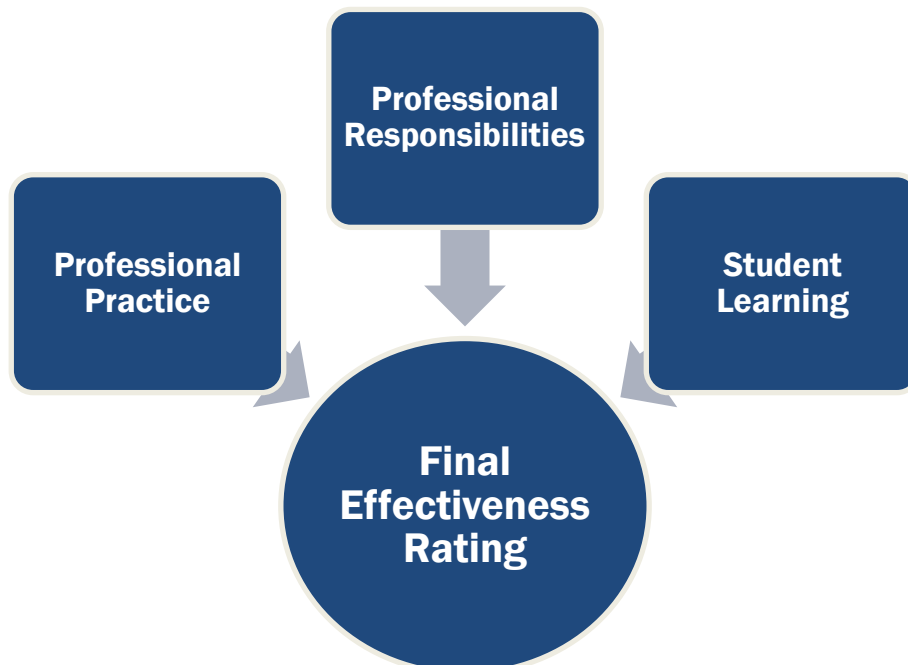 Professional
Responsibilities
Professional
Practice
Student
Learning
Final
Effectiveness
Rating